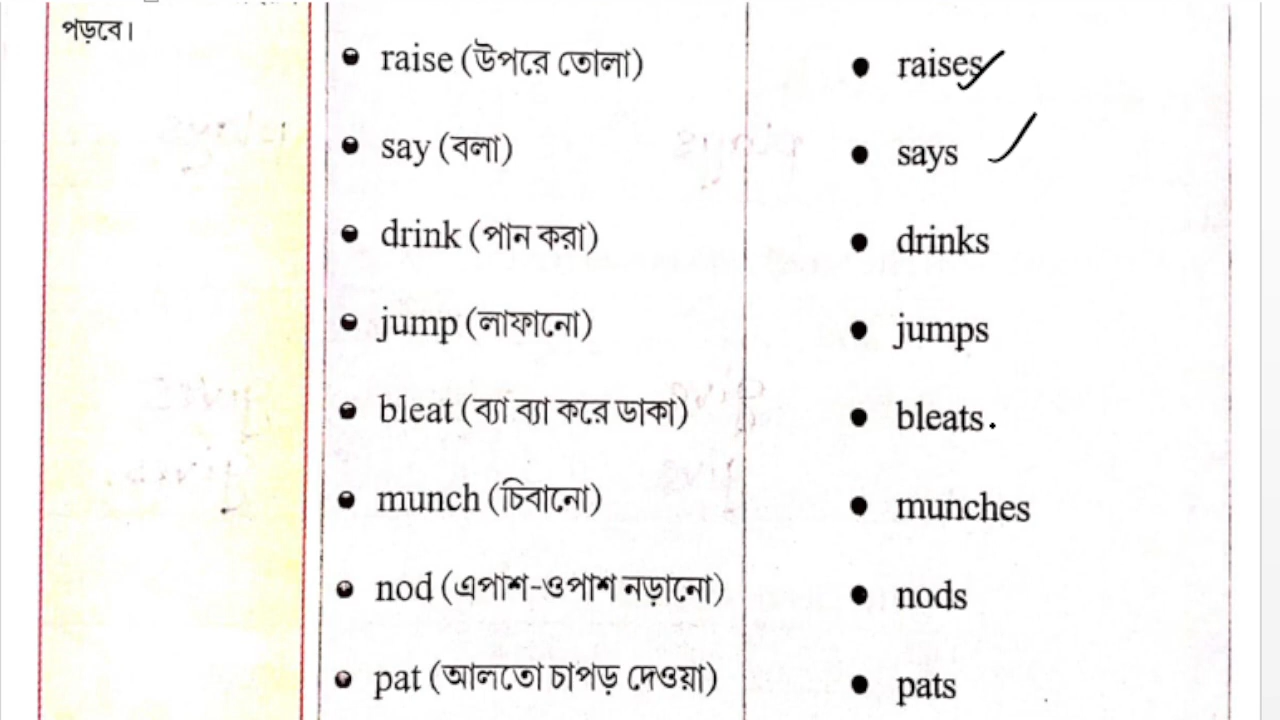 পড়বে।
raise (উপরে তোলা) raises
say (বলা) says
drink (পান করা) drinks
jump (লাফানো) jumps
bleat (ব্যা ব্যা করে ডাকা) bleats.
munch (চিবানো) munches
nod (এপাশ-ওপাশ নড়ানো) nods
pat (আলতো চাপড় দেওয়া) pats